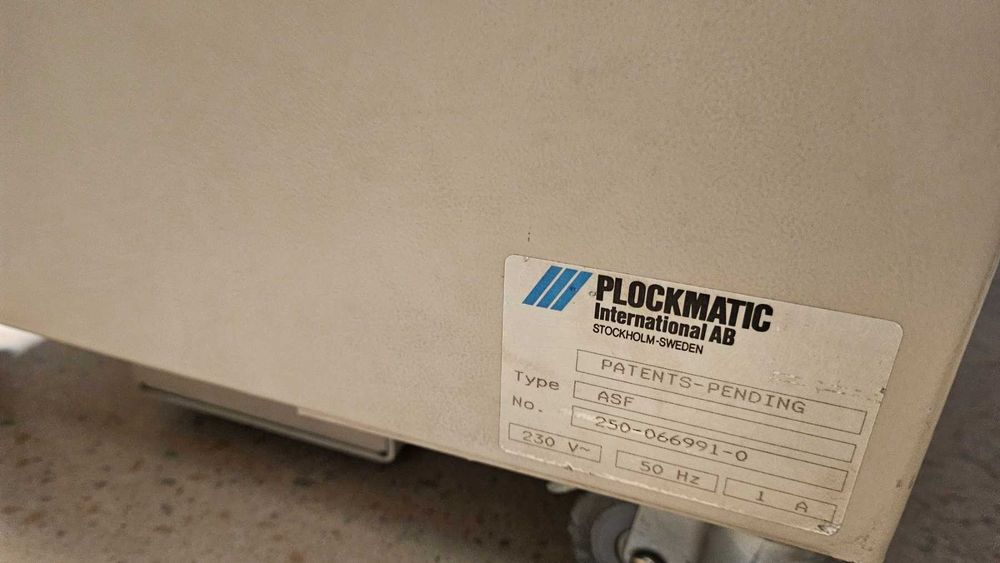 PLOCKMATIC
International AB
STOCKHOLM-SWEDEN
PATENTS-PENDING
Type ASF
No. 250-066991-0
230 V~ 50 Hz 1 A